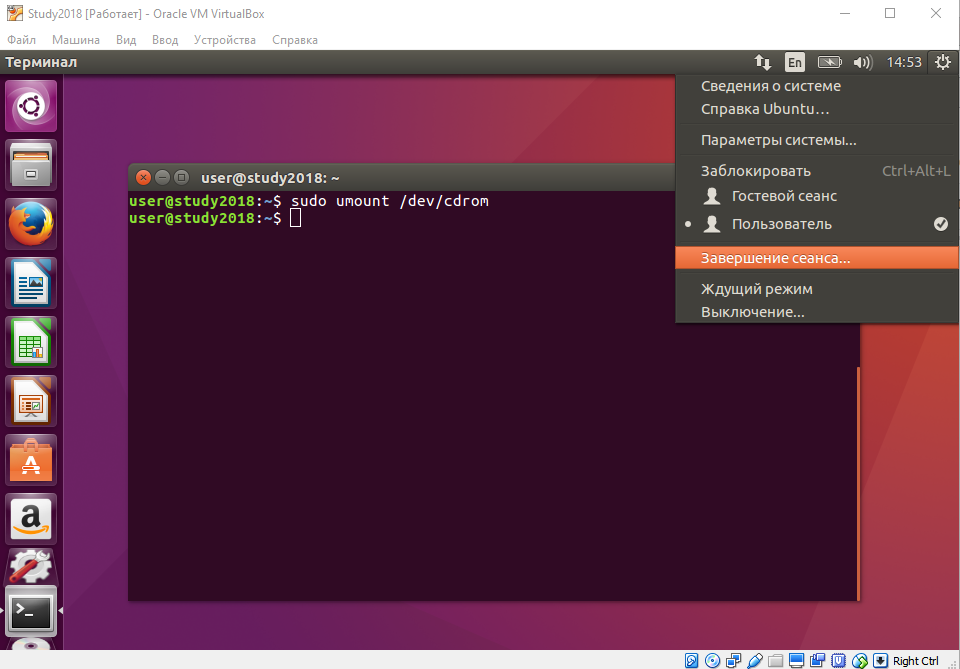 Study2018 [Работает] - Oracle VM VirtualBox
Файл Машина Вид Ввод Устройства Справка
Терминал En 14:53
Сведения о системе
Справка Ubuntu…
Параметры системы...
Заблокировать Ctrl+Alt+L
Гостевой сеанс
Пользователь
Завершение сеанса...
Ждущий режим
Выключение...
user@study2018: ~
user@study2018:~$ sudo umount /dev/cdrom
user@study2018:~$
a
>_
Right Ctrl